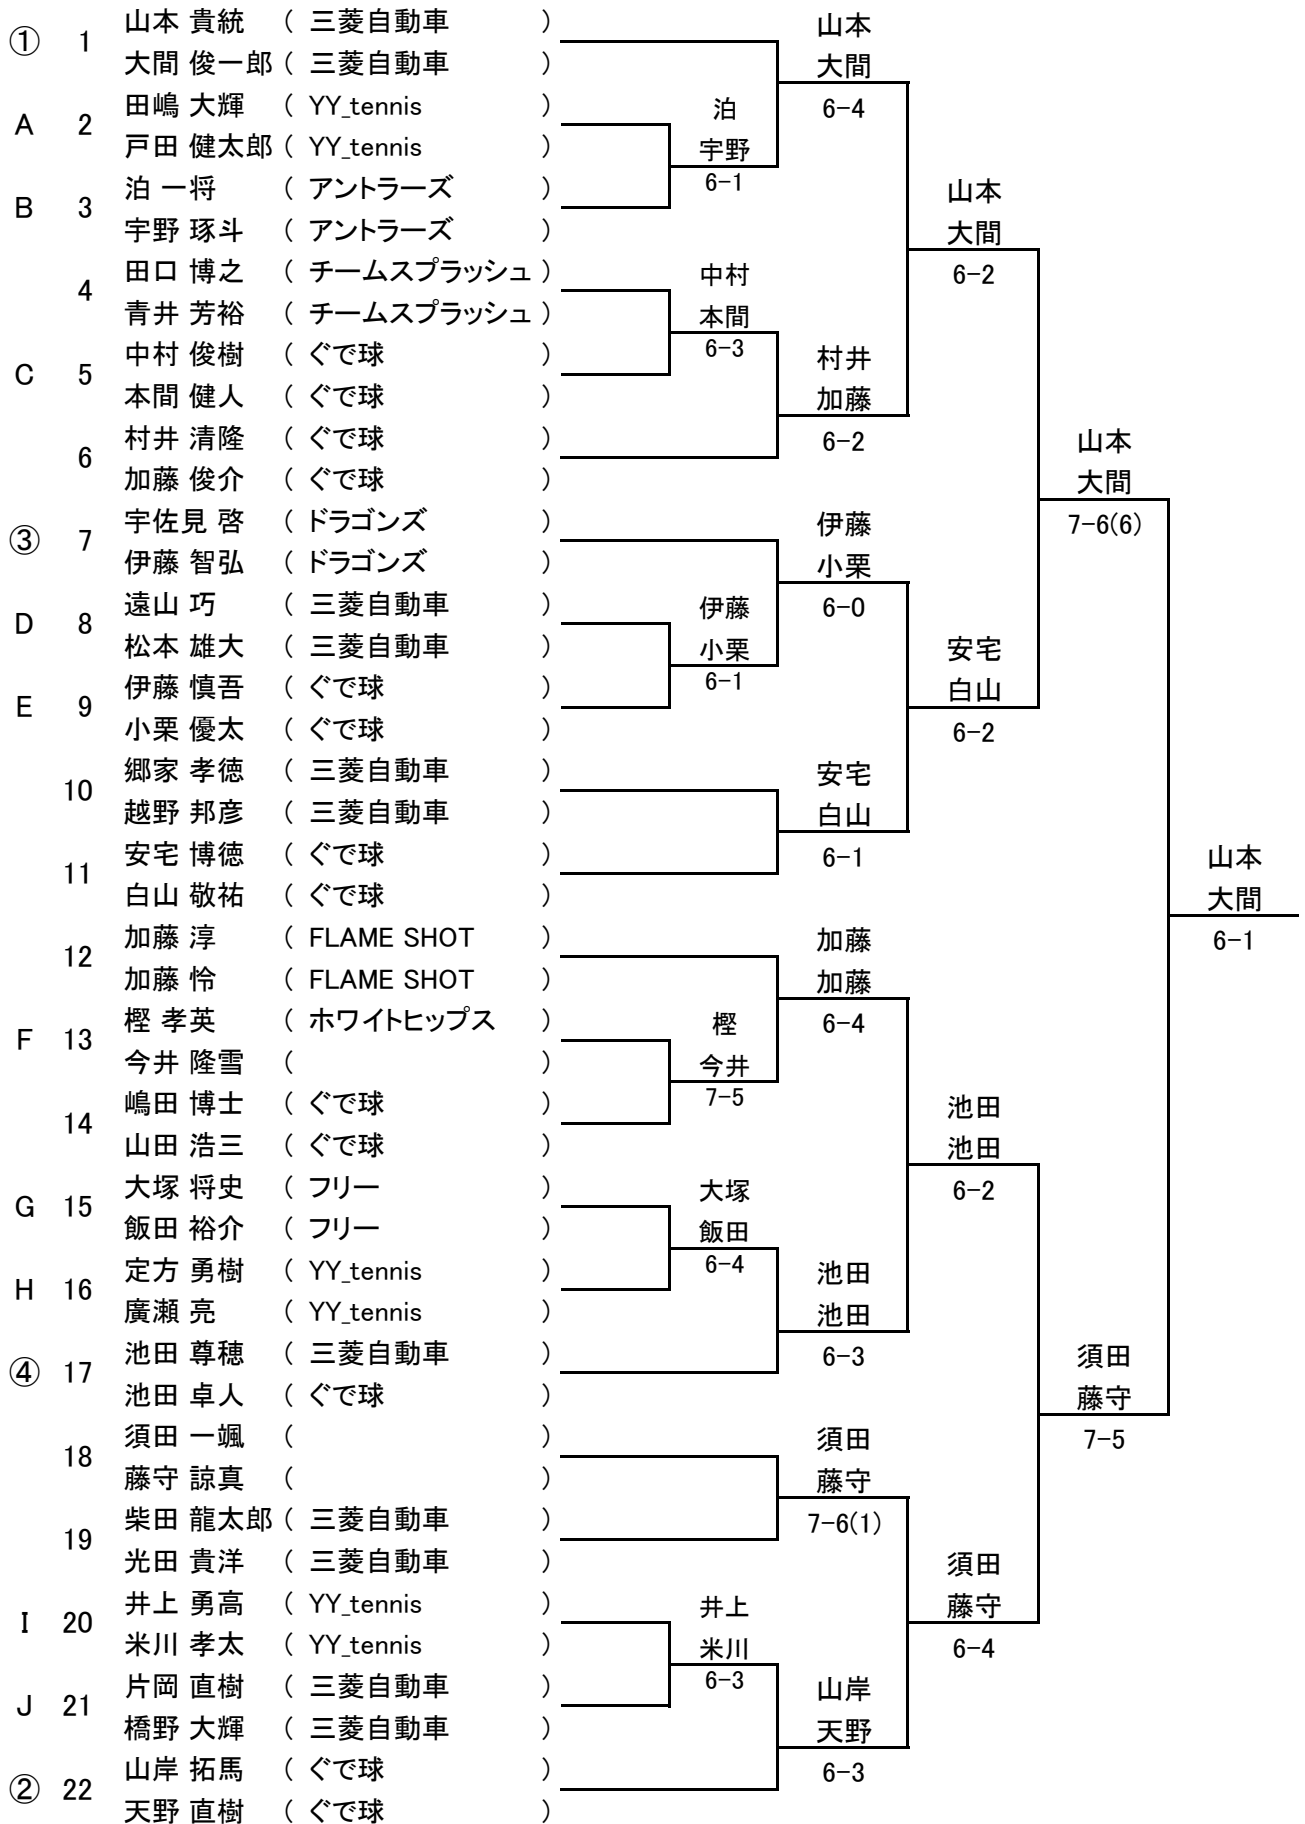 山本 貴統 ( 三菱自動車 ) 山本
① 1
大間 俊一郎 ( 三菱自動車 ) 大間
田嶋 大輝 ( YY_tennis ) 泊 6-4
A 2
戸田 健太郎 ( YY_tennis ) 宇野
泊 一将 ( アントラーズ ) 6-1 山本
B 3
宇野 琢斗 ( アントラーズ ) 大間
田口 博之 ( チームスプラッシュ ) 中村 6-2
4
青井 芳裕 ( チームスプラッシュ ) 本間
中村 俊樹 ( ぐで球 ) 6-3 村井
C 5
本間 健人 ( ぐで球 ) 加藤
村井 清隆 ( ぐで球 ) 6-2 山本
6
加藤 俊介 ( ぐで球 ) 大間
宇佐見 啓 ( ドラゴンズ ) 伊藤 7-6(6)
③ 7
伊藤 智弘 ( ドラゴンズ ) 小栗
遠山 巧 ( 三菱自動車 ) 伊藤 6-0
D 8
松本 雄大 ( 三菱自動車 ) 小栗 安宅
伊藤 慎吾 ( ぐで球 ) 6-1 白山
E 9
小栗 優太 ( ぐで球 ) 6-2
郷家 孝徳 ( 三菱自動車 ) 安宅
10
越野 邦彦 ( 三菱自動車 ) 白山
安宅 博徳 ( ぐで球 ) 6-1 山本
11
白山 敬祐 ( ぐで球 ) 大間
加藤 淳 ( FLAME SHOT ) 加藤 6-1
12
加藤 怜 ( FLAME SHOT ) 加藤
樫 孝英 ( ホワイトヒップス ) 樫 6-4
F 13
今井 隆雪 ( ) 今井
嶋田 博士 ( ぐで球 ) 7-5 池田
14
山田 浩三 ( ぐで球 ) 池田
大塚 将史 ( フリー ) 大塚 6-2
G 15
飯田 裕介 ( フリー ) 飯田
定方 勇樹 ( YY_tennis ) 6-4 池田
H 16
廣瀬 亮 ( YY_tennis ) 池田
池田 尊穂 ( 三菱自動車 ) 6-3 須田
④ 17
池田 卓人 ( ぐで球 ) 藤守
須田 一颯 ( ) 須田 7-5
18
藤守 諒真 ( ) 藤守
柴田 龍太郎 ( 三菱自動車 ) 7-6(1)
19
光田 貴洋 ( 三菱自動車 ) 須田
井上 勇高 ( YY_tennis ) 井上 藤守
I 20
米川 孝太 ( YY_tennis ) 米川 6-4
片岡 直樹 ( 三菱自動車 ) 6-3 山岸
J 21
橋野 大輝 ( 三菱自動車 ) 天野
山岸 拓馬 ( ぐで球 ) 6-3
② 22
天野 直樹 ( ぐで球 )